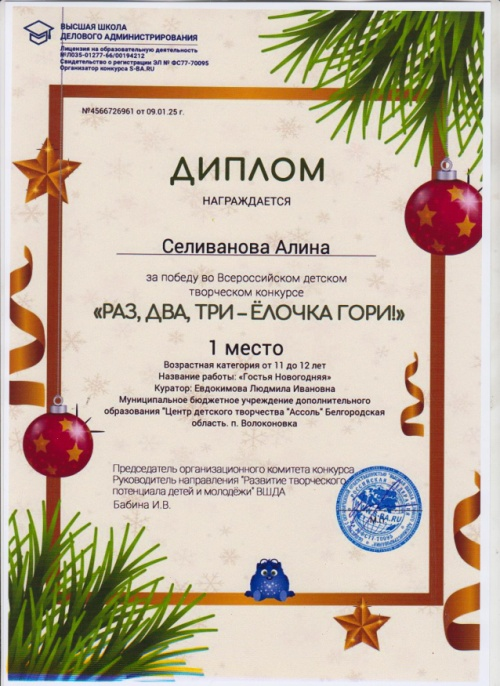 ВЫСШАЯ ШКОЛА
ДЕЛОВОГО АДМИНИСТРИРОВАНИЯ
Лицензия на образовательную деятельность
№Л035-01277-66/00194212
Свидетельство о регистрации ЭЛ № ФС77-70095
Организатор конкурса S-BA.RU
№4566726961 от 09.01.25 г.
ДИПЛОМ
НАГРАЖДАЕТСЯ
Селиванова Алина
за победу во Всероссийском детском
творческом конкурсе
«РАЗ, ДВА, ТРИ – ЁЛОЧКА ГОРИ!»
1 место
Возрастная категория от 11 до 12 лет
Название работы: «Гостья Новогодняя»
Куратор: Евдокимова Людмила Ивановна
Муниципальное бюджетное учреждение дополнительного
образования "Центр детского творчества "Ассоль" Белгородская
область. п. Волоконовка
Председатель организационного комитета конкурса
Руководитель направления "Развитие творческого
потенциала детей и молодёжи" ВШДА
Бабина И.В.
S-BA.RU